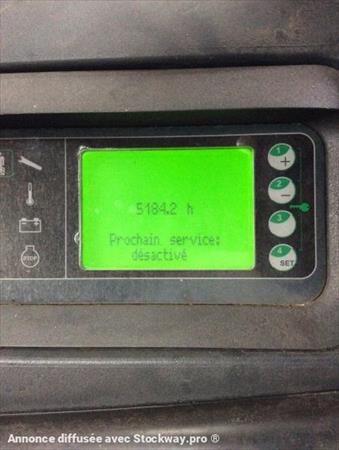 5184.2 h
Prochain service:
désactivé
1
+
2
-
3
4
SET
STOP
Annonce diffusée avec Stockway.pro ®